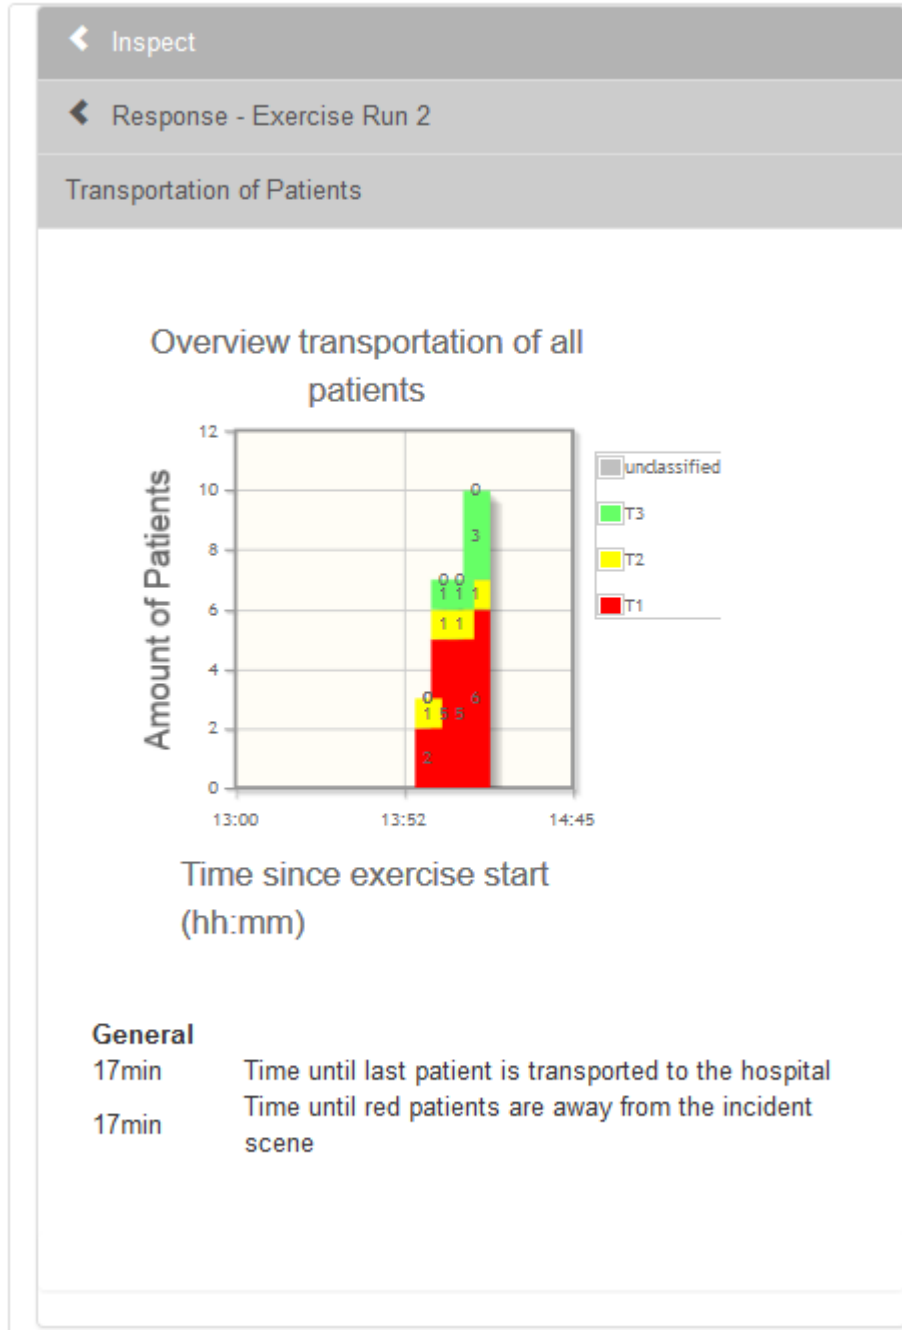 Inspect
Response - Exercise Run 2
Transportation of Patients
Overview transportation of all
patients
Amount of Patients
12
10
8
6
4
2
0
0
3
0 0
1 1 1
1 1
0
1 5 5 6
2
13:00 13:52 14:45
Time since exercise start
(hh:mm)
unclassified
T3
T2
T1
General
17min Time until last patient is transported to the hospital
17min Time until red patients are away from the incident
scene